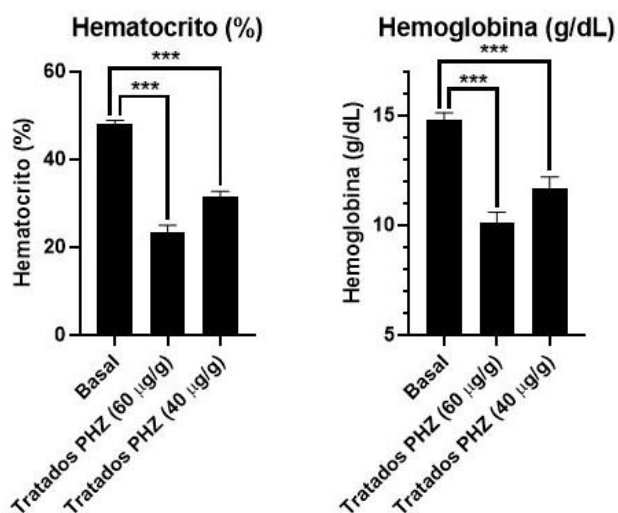 Hematocrito (%)
***
***
Hematocrito (%)
60
40
20
0
Basal
Tratados PHZ (60 µg/g)
Tratados PHZ (40 µg/g)
Hemoglobina (g/dL)
***
***
Hemoglobina (g/dL)
15
10
5
Basal
Tratados PHZ (60 µg/g)
Tratados PHZ (40 µg/g)